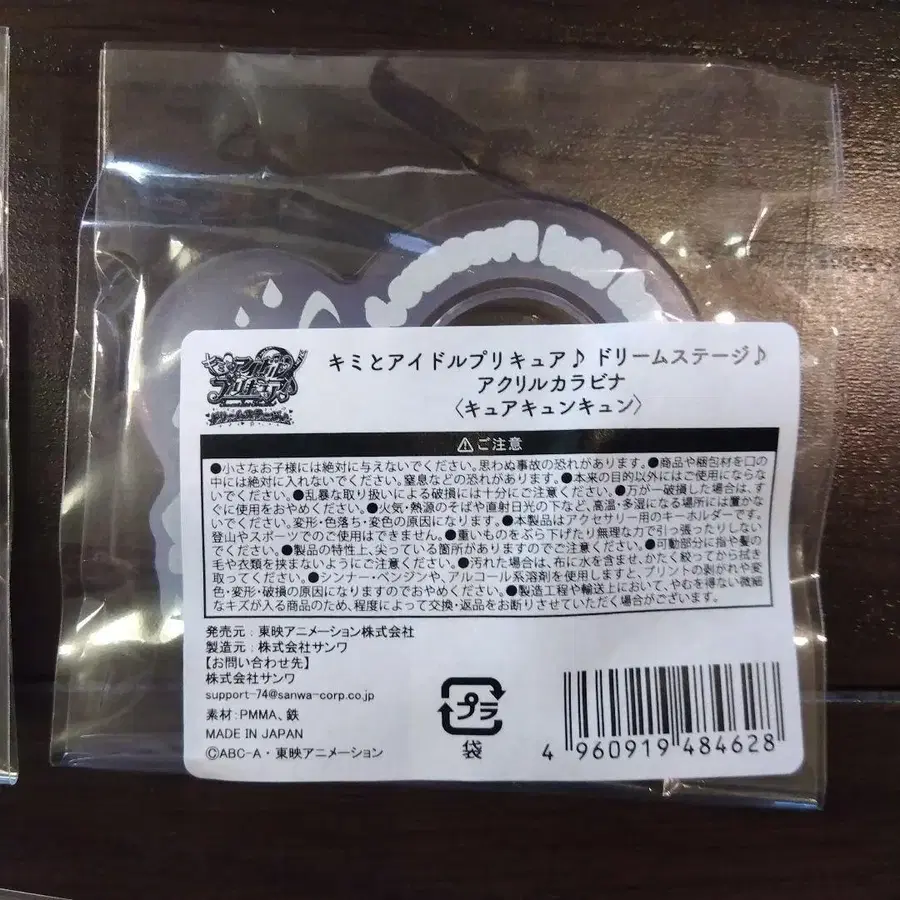 キミとアイドルプリキュア♪
キミとアイドルプリキュア♪ ドリームステージ♪
アクリルカラビナ
〈キュアキュンキュン〉
⚠ご注意
●小さなお子様には絶対に与えないでください。思わぬ事故の恐れがあります。●商品や梱包材を口の
中には絶対に入れないでください。窒息などの恐れがあります。●本来の目的以外にはご使用にならな
いでください。●乱暴な取り扱いによる破損には十分にご注意ください。●万が一破損した場合は、す
ぐに使用をおやめください。●火気・熱源のそばや直射日光の下など、高温・多湿になる場所には置かな
いでください。変形・色落ち・変色の原因になります。●本製品はアクセサリー用のキーホルダーです。
登山やスポーツでのご使用はできません。●重いものをぶら下げたり無理な力で引っ張ったりしない
でください。●製品の特性上、尖っている箇所がありますのでご注意ください。●可動部分に指や髪の
毛や衣類を挟まないようにご注意ください。●汚れた場合は、布に水を含ませ、かたく絞ってから拭き
取ってください。●シンナー・ベンジンや、アルコール系溶剤を使用しますと、プリントの剥がれや変
色・変形・破損の原因になりますのでおやめください。●製造工程や輸送上において、やむを得ない微細
なキズが入る商品のため、程度によって交換・返品をお断りさせていただく場合がございます。
発売元：東映アニメーション株式会社
製造元：株式会社サンワ
【お問い合わせ先】
株式会社サンワ
support-74@sanwa-corp.co.jp
素材：PMMA、鉄
MADE IN JAPAN
©ABC-A・東映アニメーション
プラ
袋
4 960919 484628